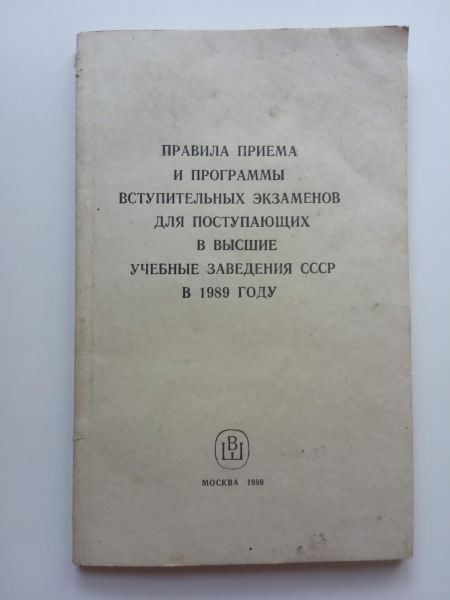 ПРАВИЛА ПРИЕМА
И ПРОГРАММЫ
ВСТУПИТЕЛЬНЫХ ЭКЗАМЕНОВ
ДЛЯ ПОСТУПАЮЩИХ
В ВЫСШИЕ
УЧЕБНЫЕ ЗАВЕДЕНИЯ СССР
В 1989 ГОДУ
ВШ
МОСКВА 1989